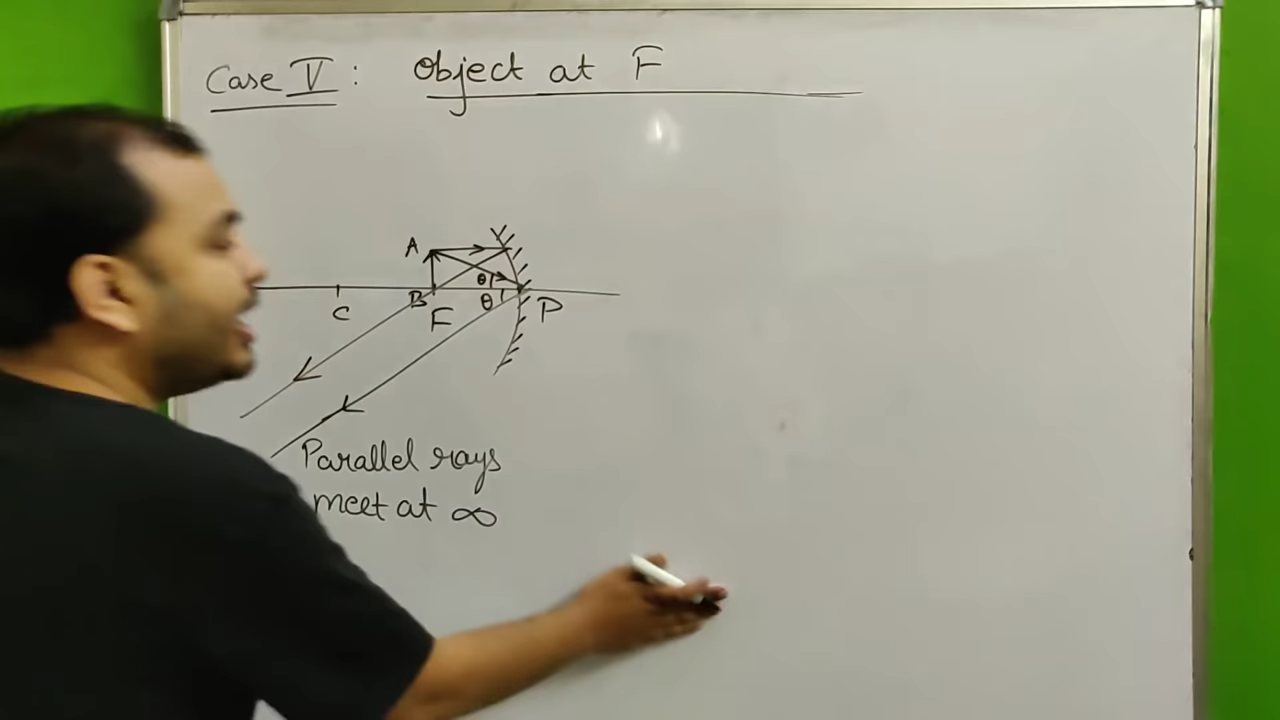 Case V : Object at F
A
θ
C
B
F
θ
P
Parallel rays
meet at ∞